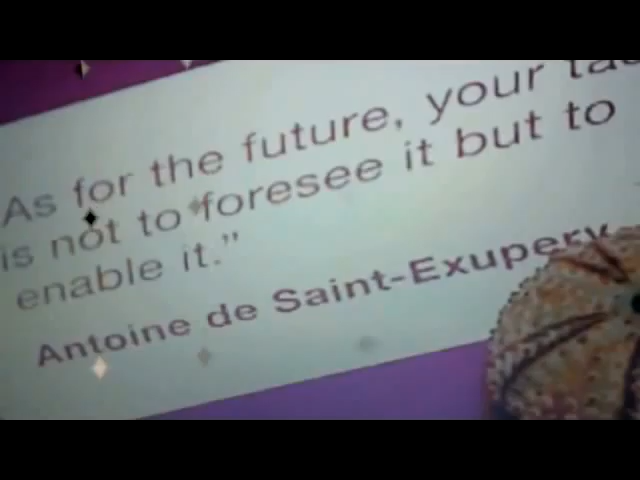 As for the future, your
is not to foresee it but to
enable it.”
Antoine de Saint-Exupery